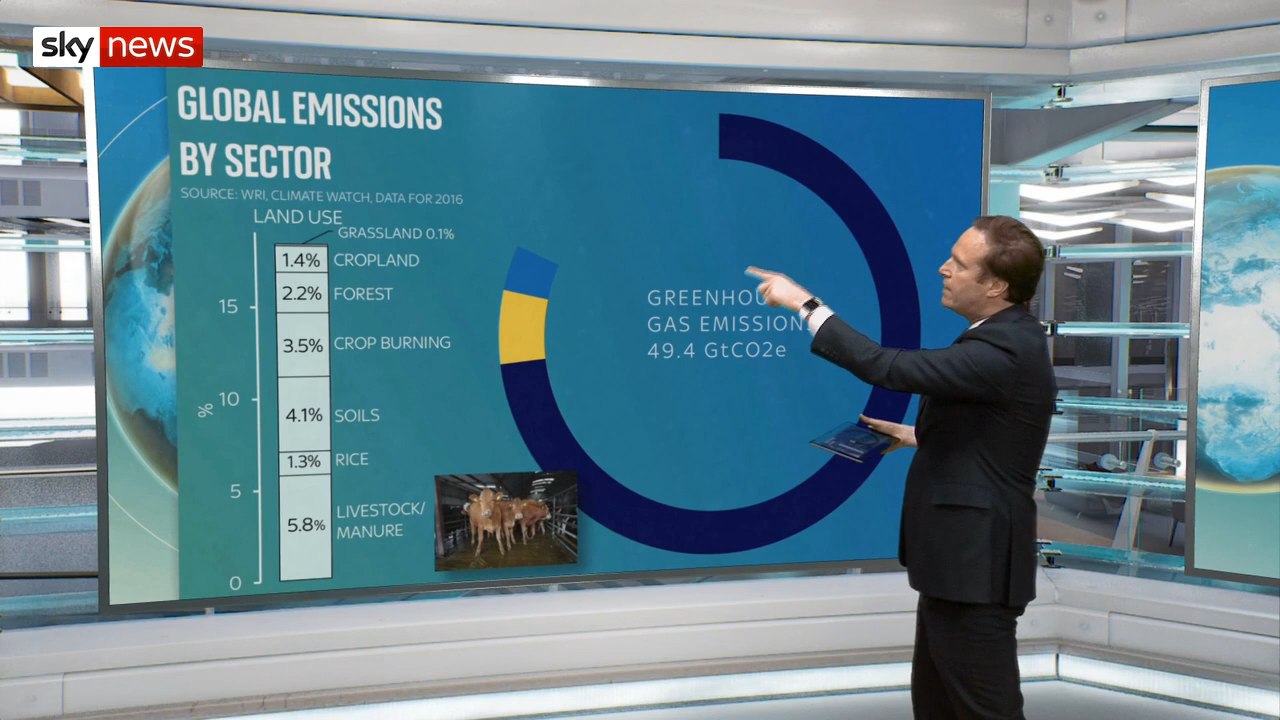 sky news
GLOBAL EMISSIONS
BY SECTOR
SOURCE: WRI, CLIMATE WATCH, DATA FOR 2016
LAND USE
GRASSLAND 0.1%
1.4% CROPLAND
2.2% FOREST
15
3.5% CROP BURNING
10
%
4.1% SOILS
1.3% RICE
5
5.8% LIVESTOCK/
MANURE
0
GREENHOU
GAS EMISSION
49.4 GtCO2e